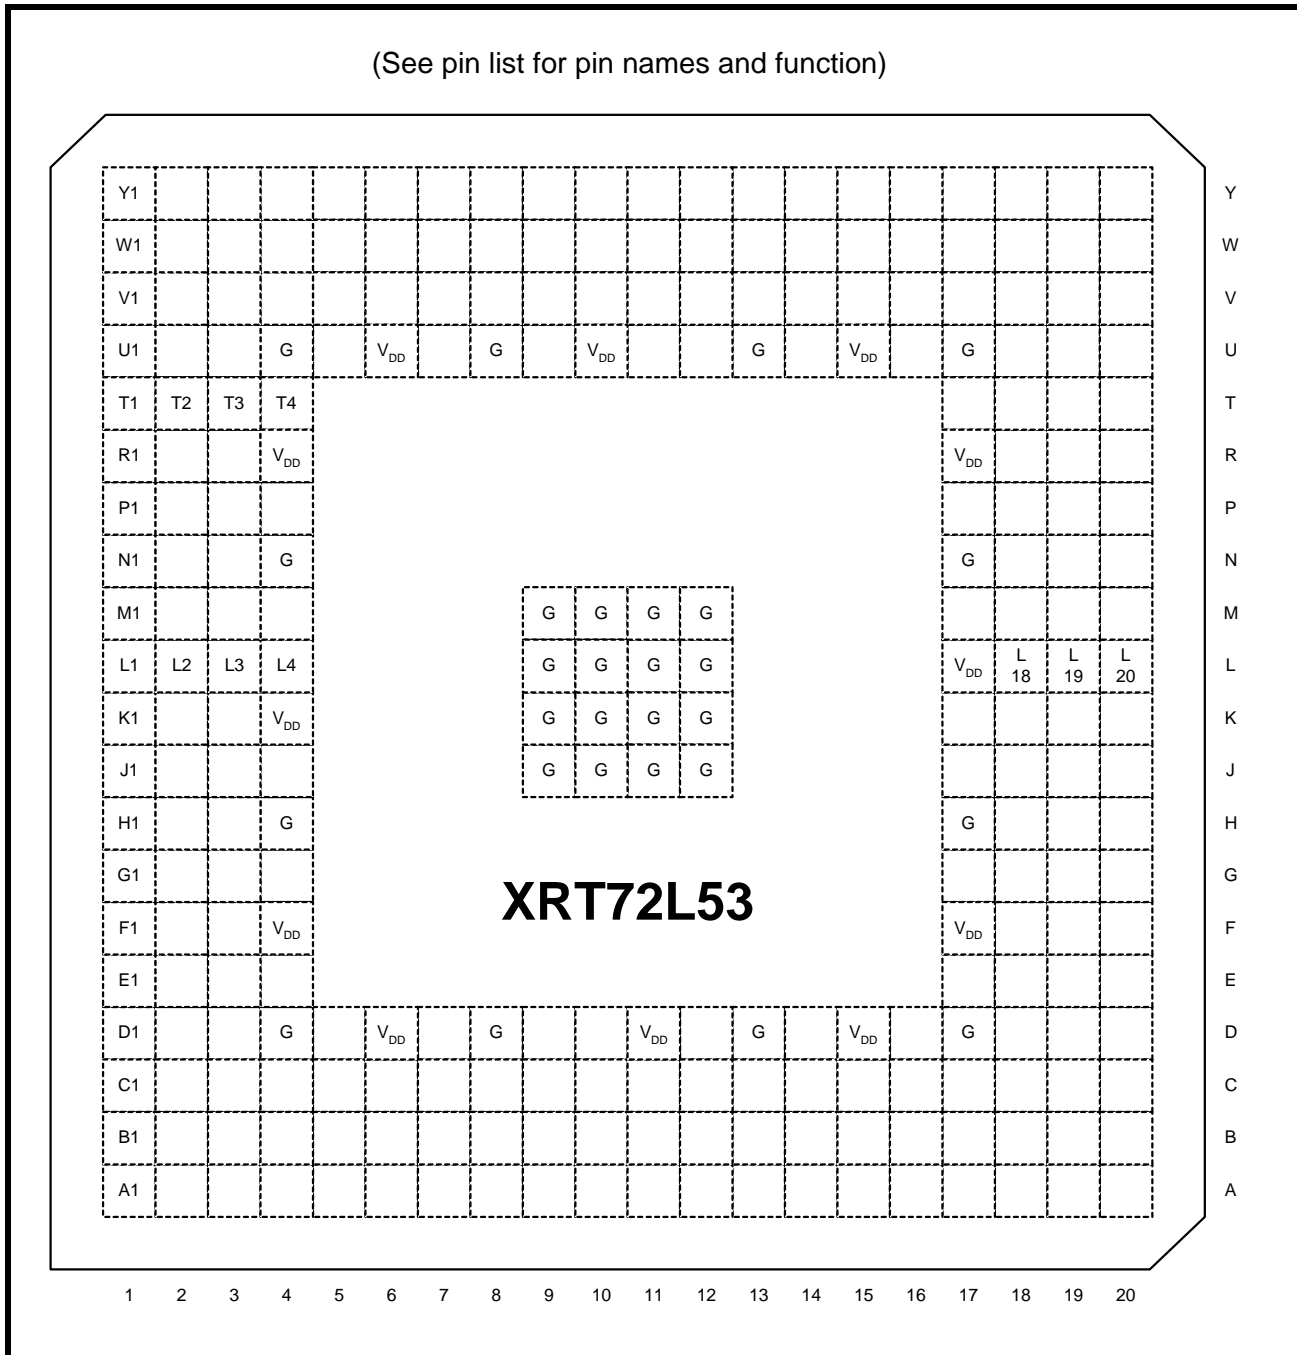 (See pin list for pin names and function)
Y1 Y
W1 W
V1 V
U1 G VDD G VDD G VDD G U
T1 T2 T3 T4 T
R1 VDD VDD R
P1 P
N1 G G N
M1 G G G G M
L1 L2 L3 L4 G G G G VDD L 18 L 19 L 20 L
K1 VDD G G G G K
J1 G G G G J
H1 G G H
G1 G
XRT72L53
F1 VDD VDD F
E1 E
D1 G VDD G VDD G VDD G D
C1 C
B1 B
A1 A
1 2 3 4 5 6 7 8 9 10 11 12 13 14 15 16 17 18 19 20